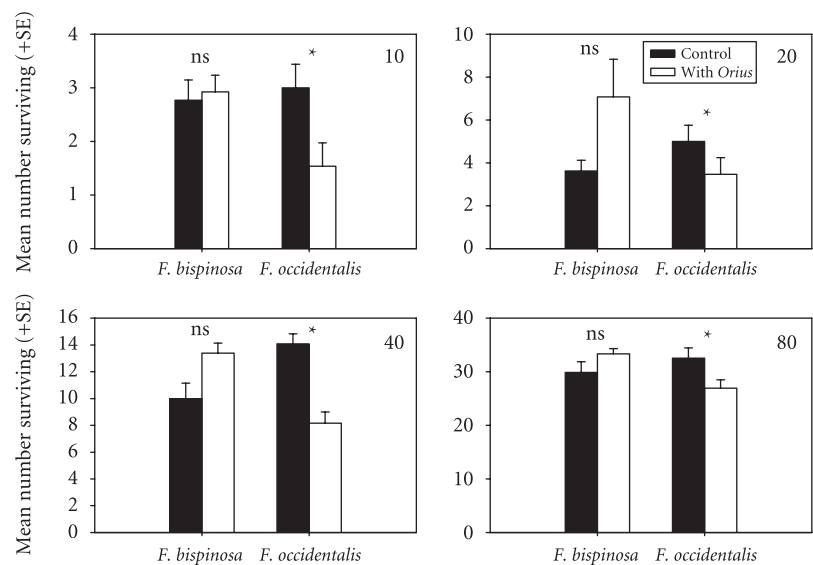 Mean number surviving (+SE)
4
3
2
1
0
ns
*
10
F. bispinosa
F. occidentalis
10
8
6
4
2
0
ns
*
Control
With Orius
20
F. bispinosa
F. occidentalis
Mean number surviving (+SE)
16
14
12
10
8
6
4
2
0
ns
*
40
F. bispinosa
F. occidentalis
40
30
20
10
0
ns
*
80
F. bispinosa
F. occidentalis